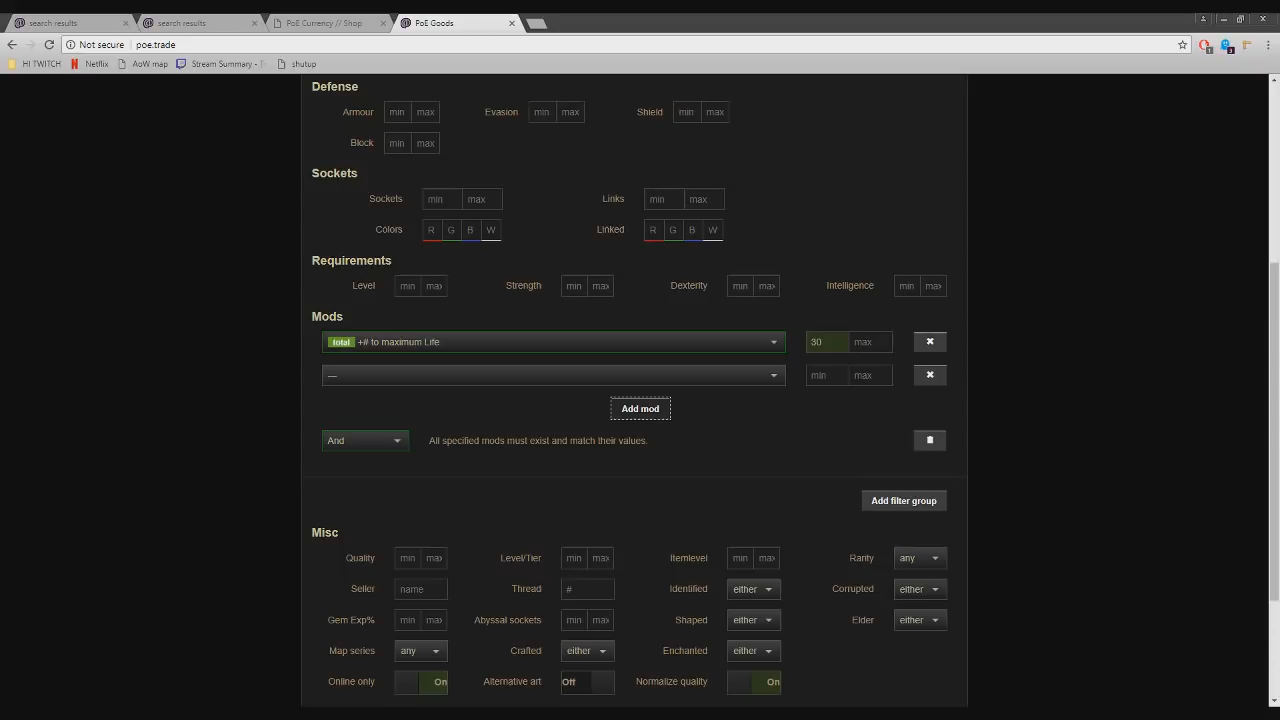 search results
search results
PoE Currency // Shop
PoE Goods
Not secure | poe.trade
HI TWITCH
Netflix
AoW map
Stream Summary -
shutup
Defense
Armour min max Evasion min max Shield min max
Block min max
Sockets
Sockets min max Links min max
Colors R G B W Linked R G B W
Requirements
Level min max Strength min max Dexterity min max Intelligence min max
Mods
total +# to maximum Life 30 max
— min max
Add mod
And All specified mods must exist and match their values.
Add filter group
Misc
Quality min max Level/Tier min max Itemlevel min max Rarity any
Seller name Thread # Identified either Corrupted either
Gem Exp% min max Abyssal sockets min max Shaped either Elder either
Map series any Crafted either Enchanted either
Online only On Alternative art Off Normalize quality On